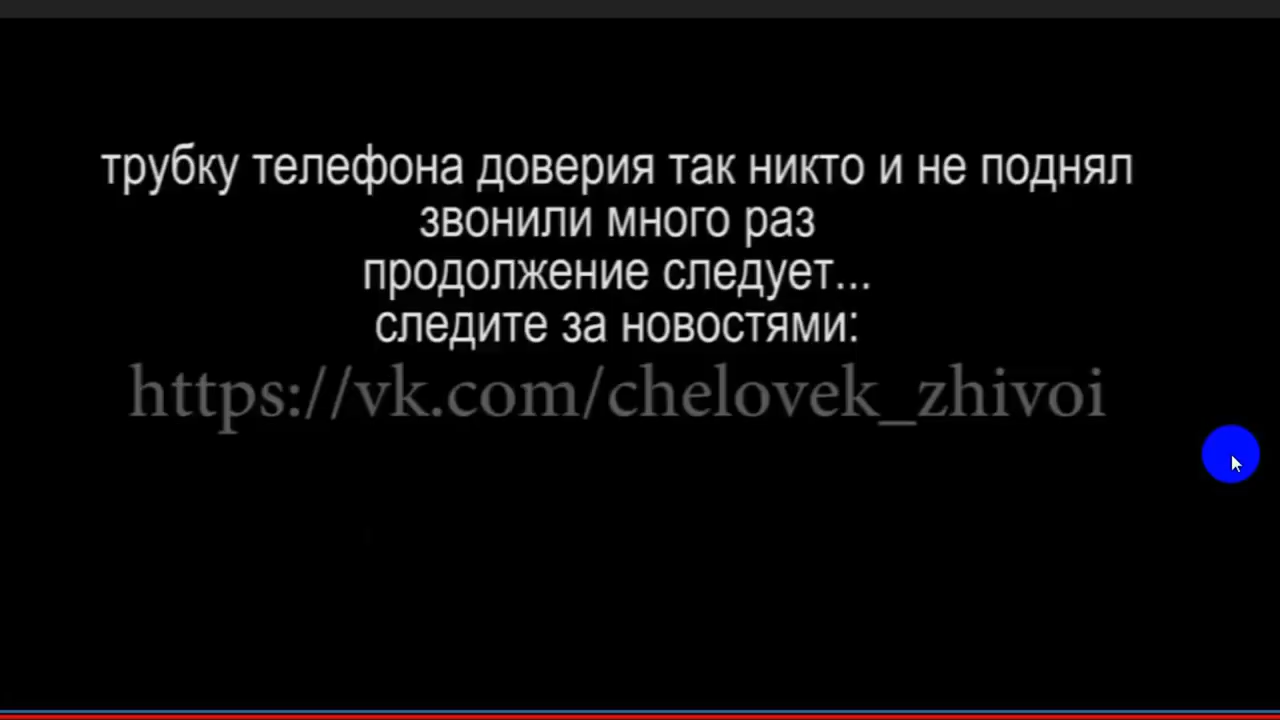 трубку телефона доверия так никто и не поднял
звонили много раз
продолжение следует...
следите за новостями:
https://vk.com/chelovek_zhivoi